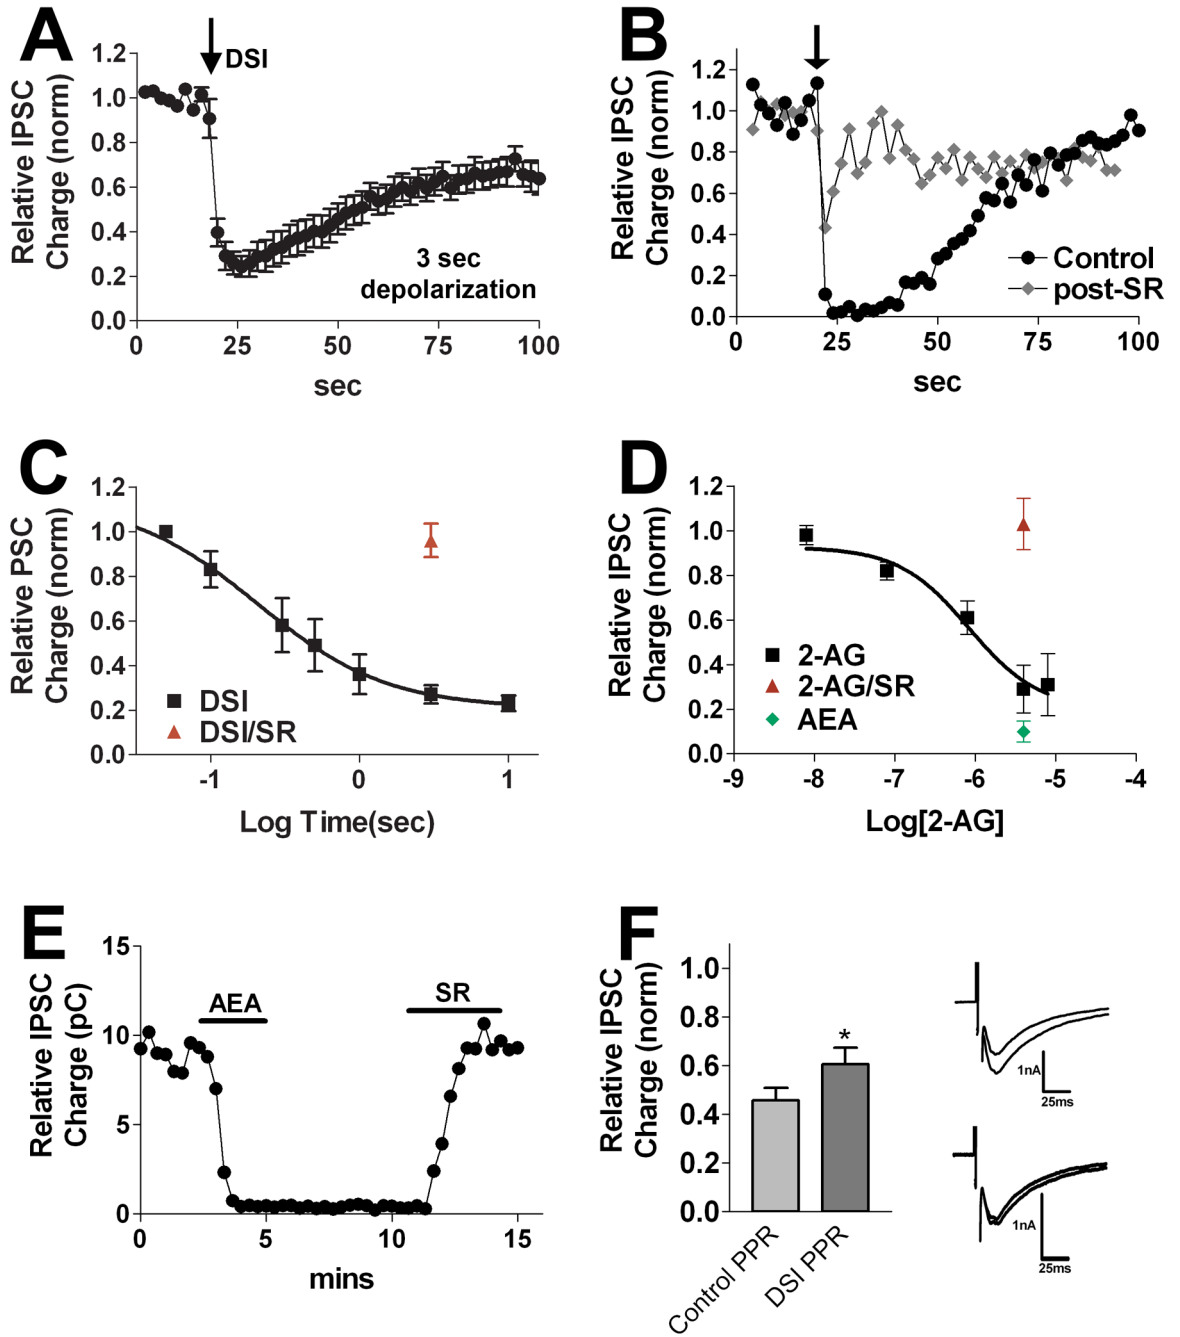 A
DSI
Relative IPSC
Charge (norm)
1.2
1.0
0.8
0.6
0.4
0.2
0.0
3 sec
depolarization
0 25 50 75 100
sec
B
Relative IPSC
Charge (norm)
1.2
1.0
0.8
0.6
0.4
0.2
0.0
Control
post-SR
0 25 50 75 100
sec
C
Relative PSC
Charge (norm)
1.2
1.0
0.8
0.6
0.4
0.2
0.0
DSI
DSI/SR
-1 0 1
Log Time(sec)
D
Relative IPSC
Charge (norm)
1.2
1.0
0.8
0.6
0.4
0.2
0.0
2-AG
2-AG/SR
AEA
-9 -8 -7 -6 -5 -4
Log[2-AG]
E
Relative IPSC
Charge (pC)
15
10
5
0
AEA
SR
0 5 10 15
mins
F
Relative IPSC
Charge (norm)
1.0
0.8
0.6
0.4
0.2
0.0
*
Control PPR
DSI PPR
1nA
25ms
1nA
25ms